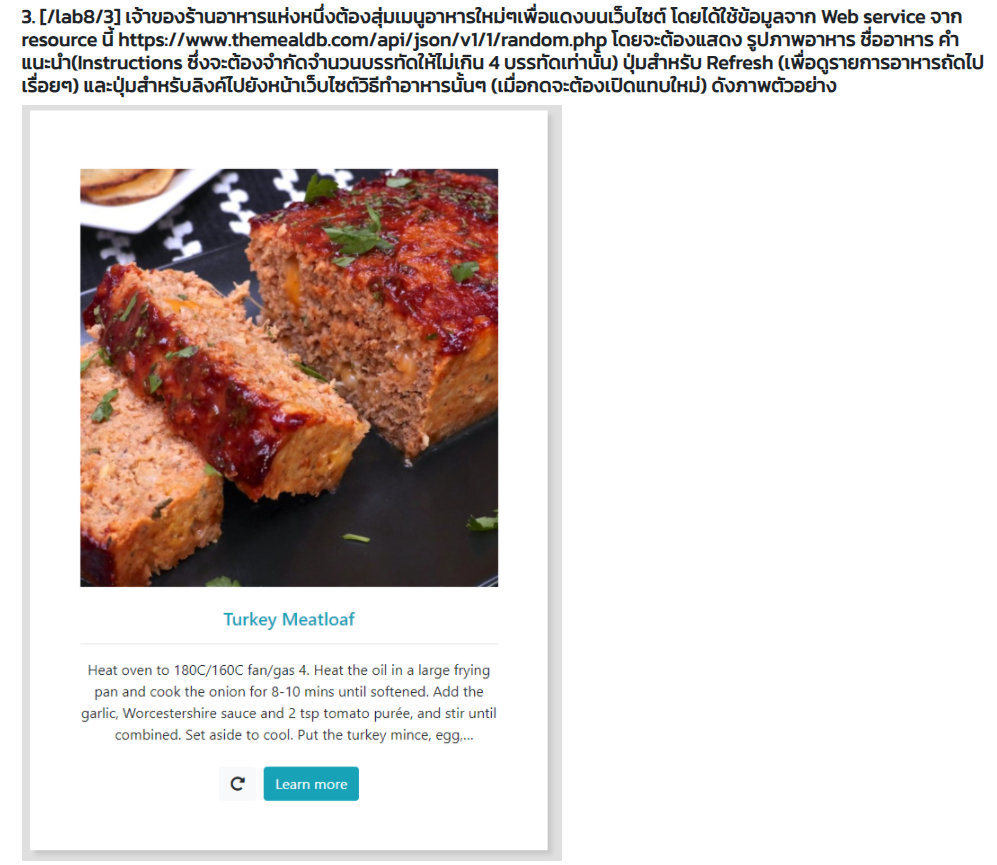 3. [/lab8/3] เจ้าของร้านอาหารแห่งหนึ่งต้องสุ่มเมนูอาหารใหม่ๆเพื่อแดงบนเว็บไซต์ โดยได้ใช้ข้อมูลจาก Web service จาก
resource นี้ https://www.themealdb.com/api/json/v1/1/random.php โดยจะต้องแสดง รูปภาพอาหาร ชื่ออาหาร คำ
แนะนำ(Instructions ซึ่งจะต้องจำกัดจำนวนบรรทัดให้ไม่เกิน 4 บรรทัดเท่านั้น) ปุ่มสำหรับ Refresh (เพื่อดูรายการอาหารถัดไป
เรื่อยๆ) และปุ่มสำหรับลิงค์ไปยังหน้าเว็บไซต์วิธีทำอาหารนั้นๆ (เมื่อกดจะต้องเปิดแทบใหม่) ดังภาพตัวอย่าง
Turkey Meatloaf
Heat oven to 180C/160C fan/gas 4. Heat the oil in a large frying
pan and cook the onion for 8-10 mins until softened. Add the
garlic, Worcestershire sauce and 2 tsp tomato purée, and stir until
combined. Set aside to cool. Put the turkey mince, egg,...
Learn more